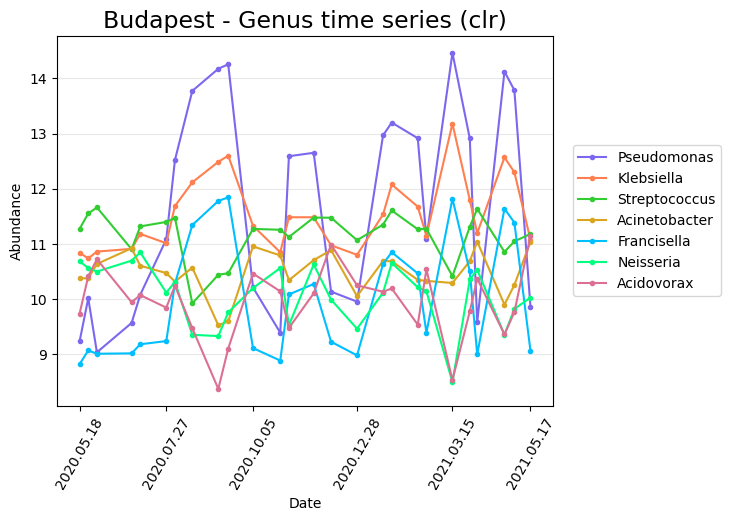 Budapest - Genus time series (clr)
Abundance
14
13
12
11
10
9
2020.05.18
2020.07.27
2020.10.05
2020.12.28
2021.03.15
2021.05.17
Date
Pseudomonas
Klebsiella
Streptococcus
Acinetobacter
Francisella
Neisseria
Acidovorax